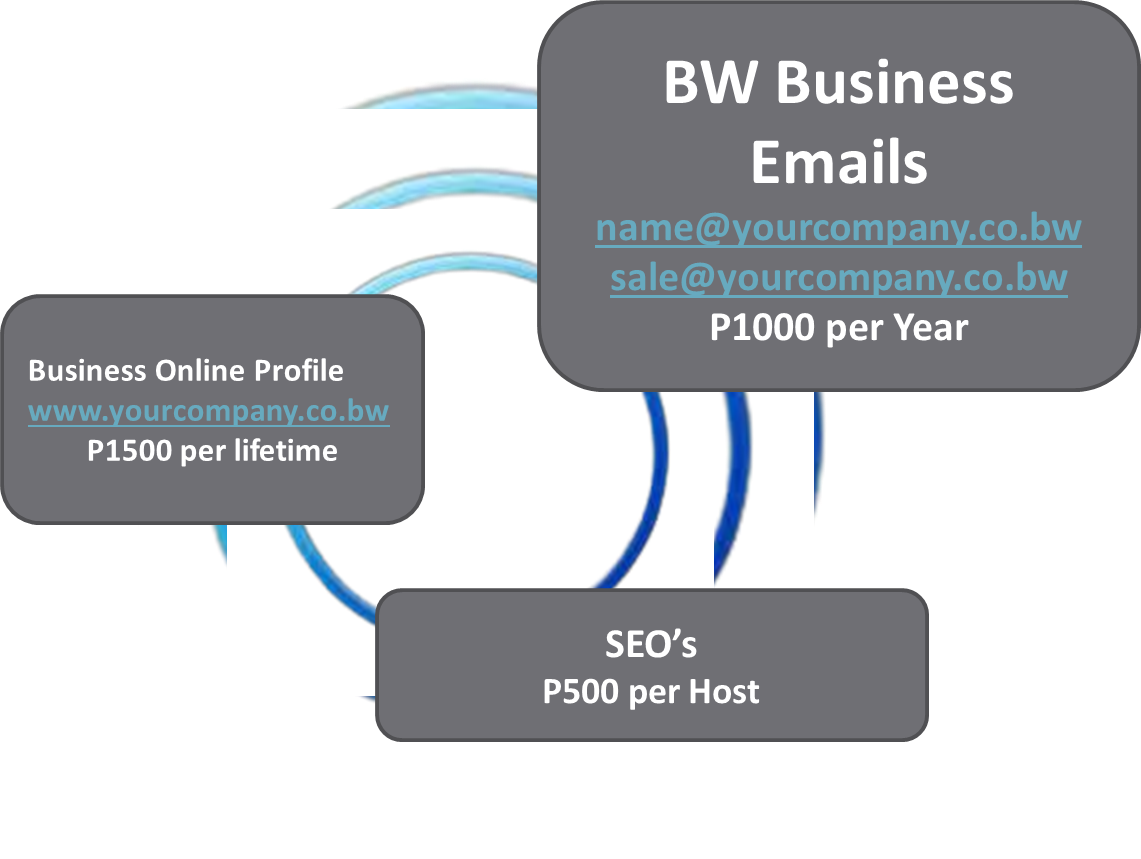 BW Business
Emails
name@yourcompany.co.bw
sale@yourcompany.co.bw
P1000 per Year
Business Online Profile
www.yourcompany.co.bw
P1500 per lifetime
SEO’s
P500 per Host